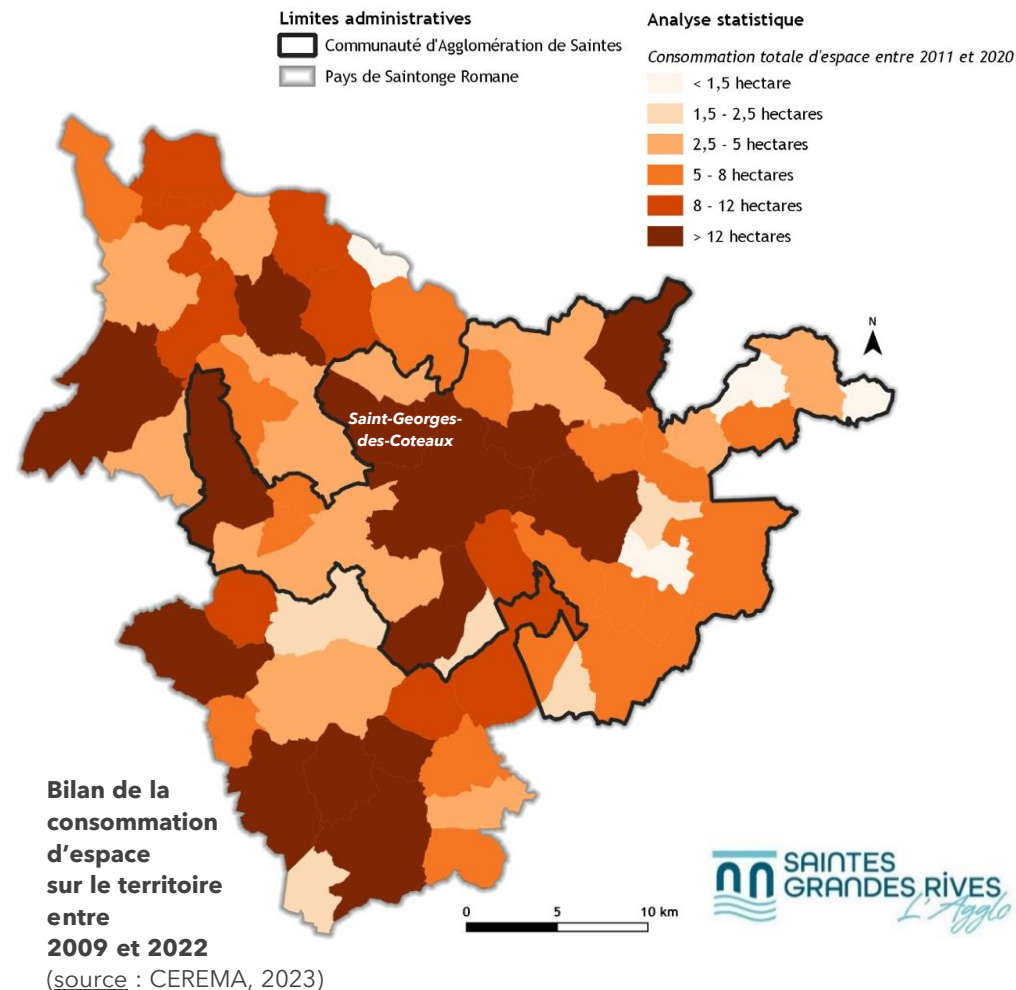 Limites administratives
Communauté d'Agglomération de Saintes
Pays de Saintonge Romane
Analyse statistique
Consommation totale d'espace entre 2011 et 2020
< 1,5 hectare
1,5 - 2,5 hectares
2,5 - 5 hectares
5 - 8 hectares
8 - 12 hectares
> 12 hectares
N
Saint-Georges-
des-Coteaux
Bilan de la
consommation
d’espace
sur le territoire
entre
2009 et 2022
(source : CEREMA, 2023)
0 5 10 km
SAINTES
GRANDES RIVES
L'Agglo